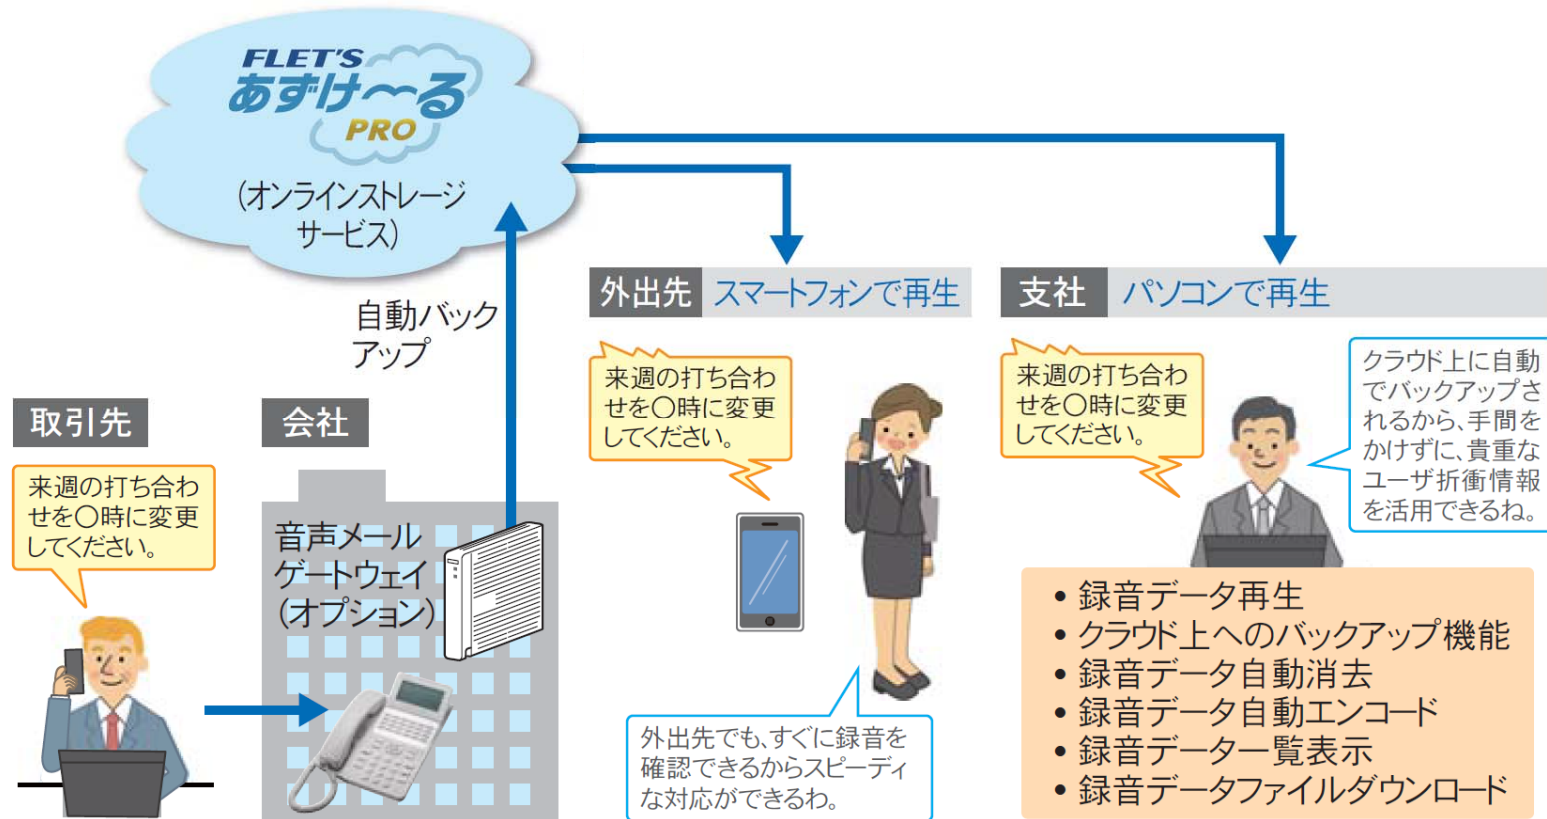 FLET'S
あずけ〜る
PRO
(オンラインストレージ
サービス)
自動バック
アップ
取引先
来週の打ち合わ
せを〇時に変更
してください。
会社
音声メール
ゲートウェイ
(オプション)
外出先 スマートフォンで再生
来週の打ち合わ
せを〇時に変更
してください。
外出先でも、すぐに録音を
確認できるからスピーディ
な対応ができるわ。
支社 パソコンで再生
来週の打ち合わ
せを〇時に変更
してください。
クラウド上に自動
でバックアップさ
れるから、手間を
かけずに、貴重な
ユーザ折衝情報
を活用できるね。
• 録音データ再生
• クラウド上へのバックアップ機能
• 録音データ自動消去
• 録音データ自動エンコード
• 録音データ一覧表示
• 録音データファイルダウンロード